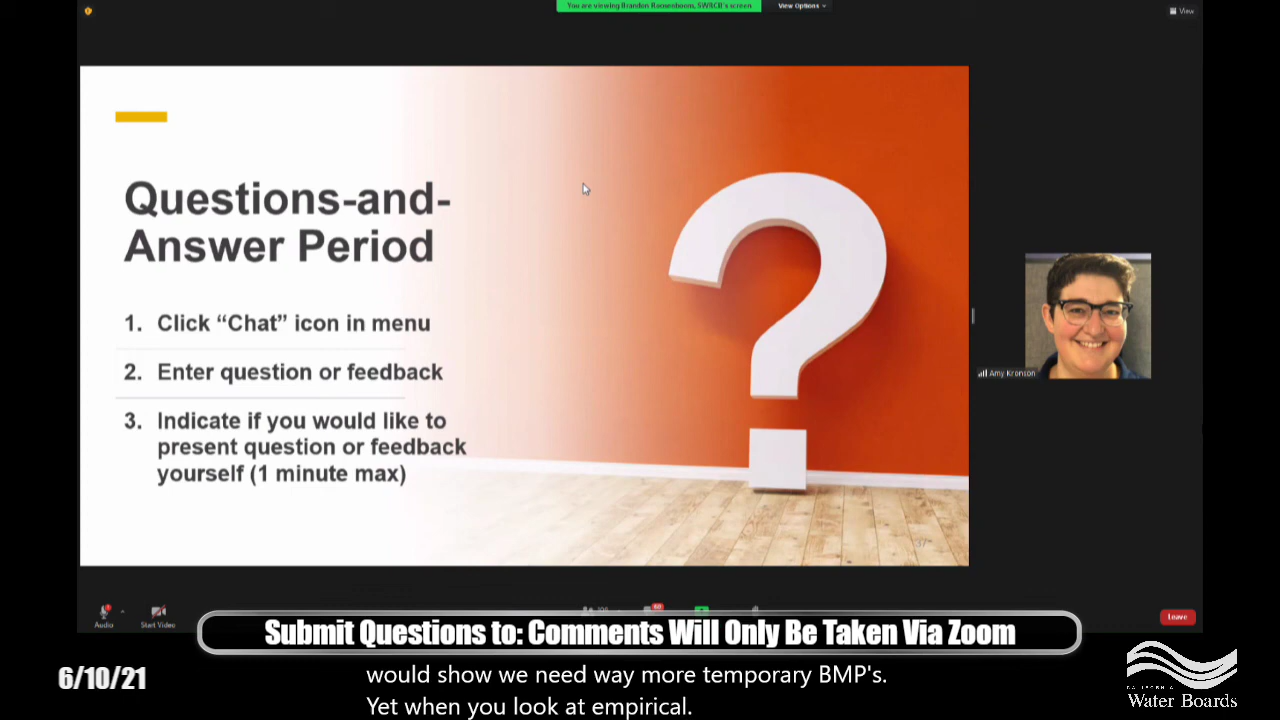 You are viewing Brandon Roosenboom, SWRCB's screen
View Options
View
Questions-and-
Answer Period
1. Click “Chat” icon in menu
2. Enter question or feedback
3. Indicate if you would like to
present question or feedback
yourself (1 minute max)
37
Amy Kronson
Audio
Start Video
Leave
Submit Questions to: Comments Will Only Be Taken Via Zoom
6/10/21
would show we need way more temporary BMP's.
Yet when you look at empirical.
CALIFORNIA
Water Boards